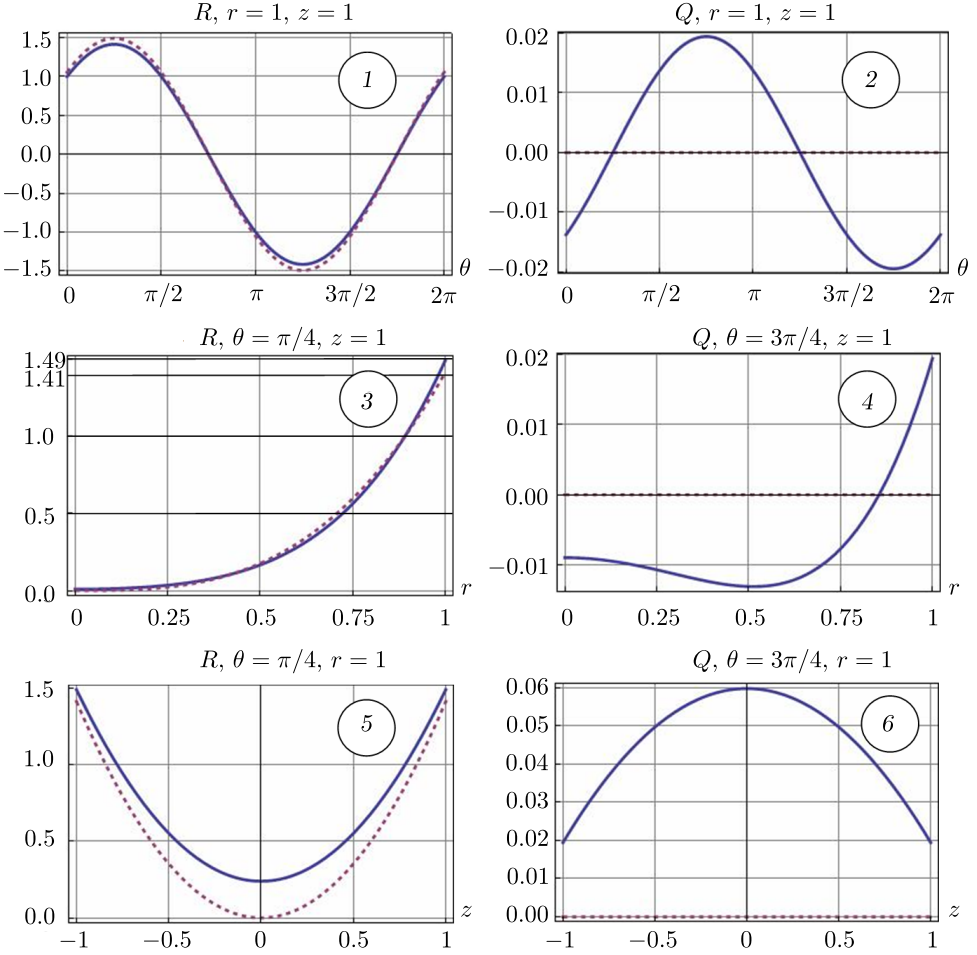 R, r = 1, z = 1
1.5
1.0
0.5
0.0
−0.5
−1.0
−1.5
0 π/2 π 3π/2 2π
θ
1
Q, r = 1, z = 1
0.02
0.01
0.00
−0.01
−0.02
0 π/2 π 3π/2 2π
θ
2
R, θ = π/4, z = 1
1.49
1.41
1.0
0.5
0.0
0 0.25 0.5 0.75 1
r
3
Q, θ = 3π/4, z = 1
0.02
0.01
0.00
−0.01
0 0.25 0.5 0.75 1
r
4
R, θ = π/4, r = 1
1.5
1.0
0.5
0.0
−1 −0.5 0 0.5 1
z
5
Q, θ = 3π/4, r = 1
0.06
0.05
0.04
0.03
0.02
0.01
0.00
−1 −0.5 0 0.5 1
z
6